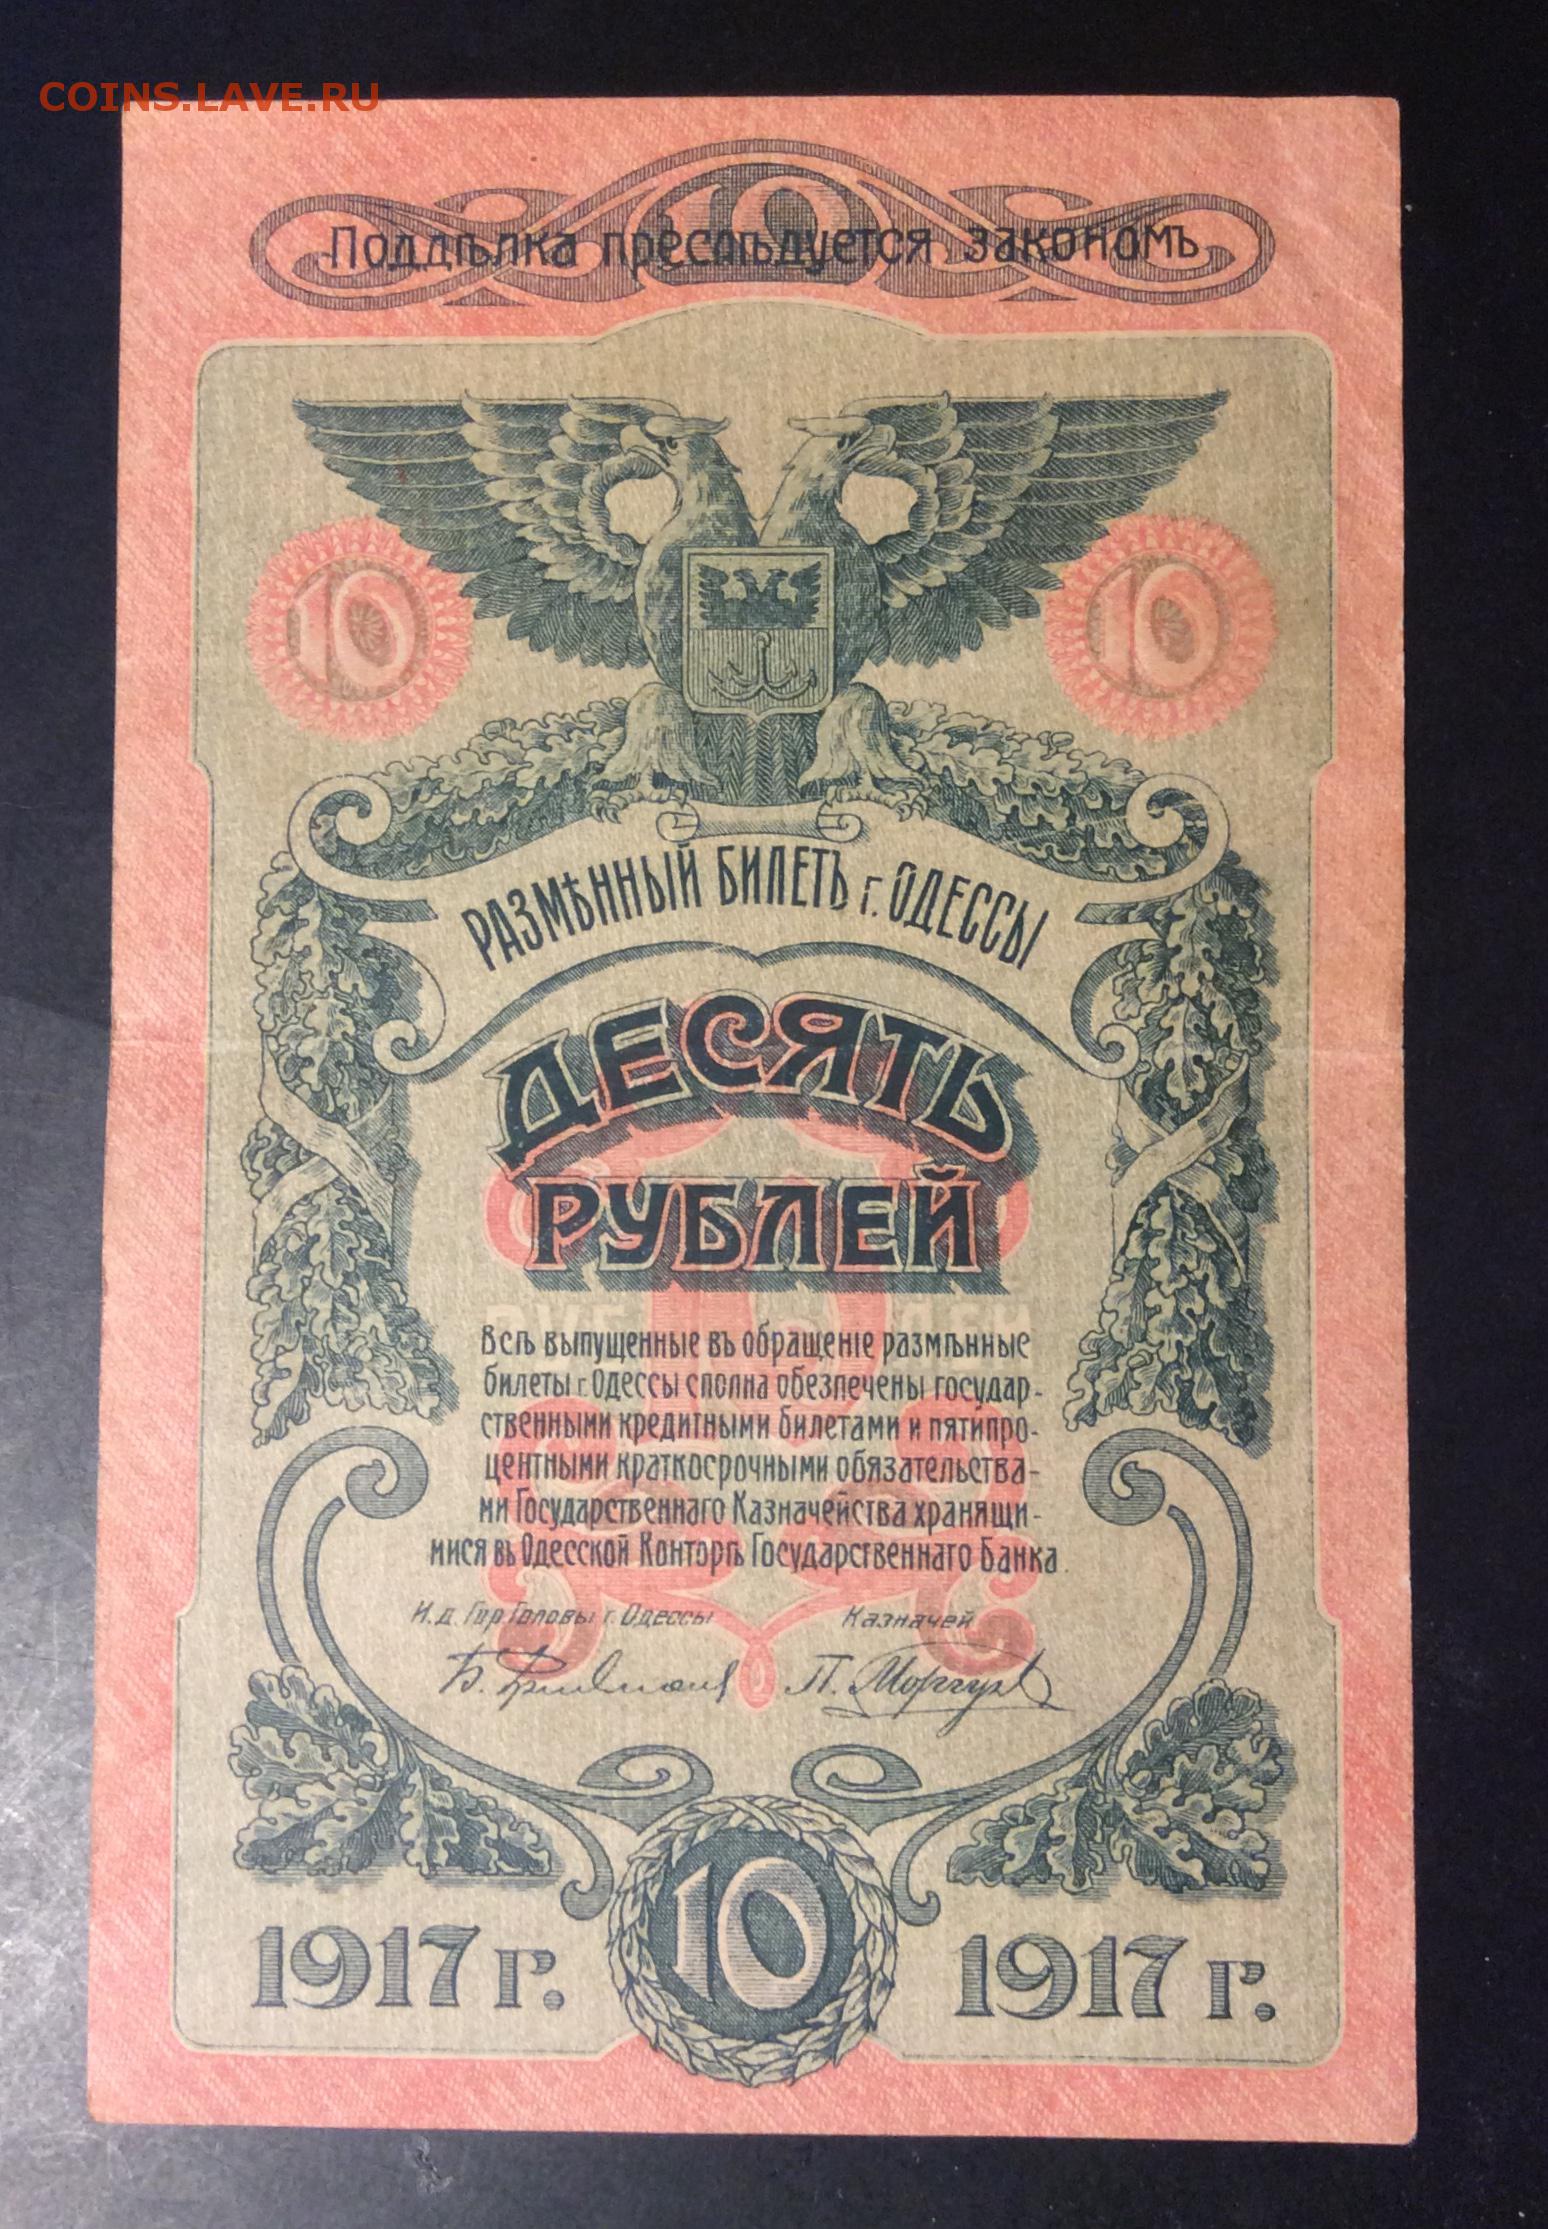 COINS.LAVE.RU
10
Поддѣлка преслѣдуется закономъ
10 10
РАЗМѢННЫЙ БИЛЕТЪ г. ОДЕССЫ
ДЕСЯТЬ
РУБЛЕЙ
Всѣ выпущенные въ обращеніе размѣнные
билеты г. Одессы сполна обезпечены государ-
ственными кредитными билетами и пятипро-
центными краткосрочными обязательства-
ми Государственнаго Казначейства хранящи-
мися въ Одесской Конторѣ Государственнаго Банка.
И.д. Гор Головы г. Одессы Казначей
10
1917 г. 1917 г.